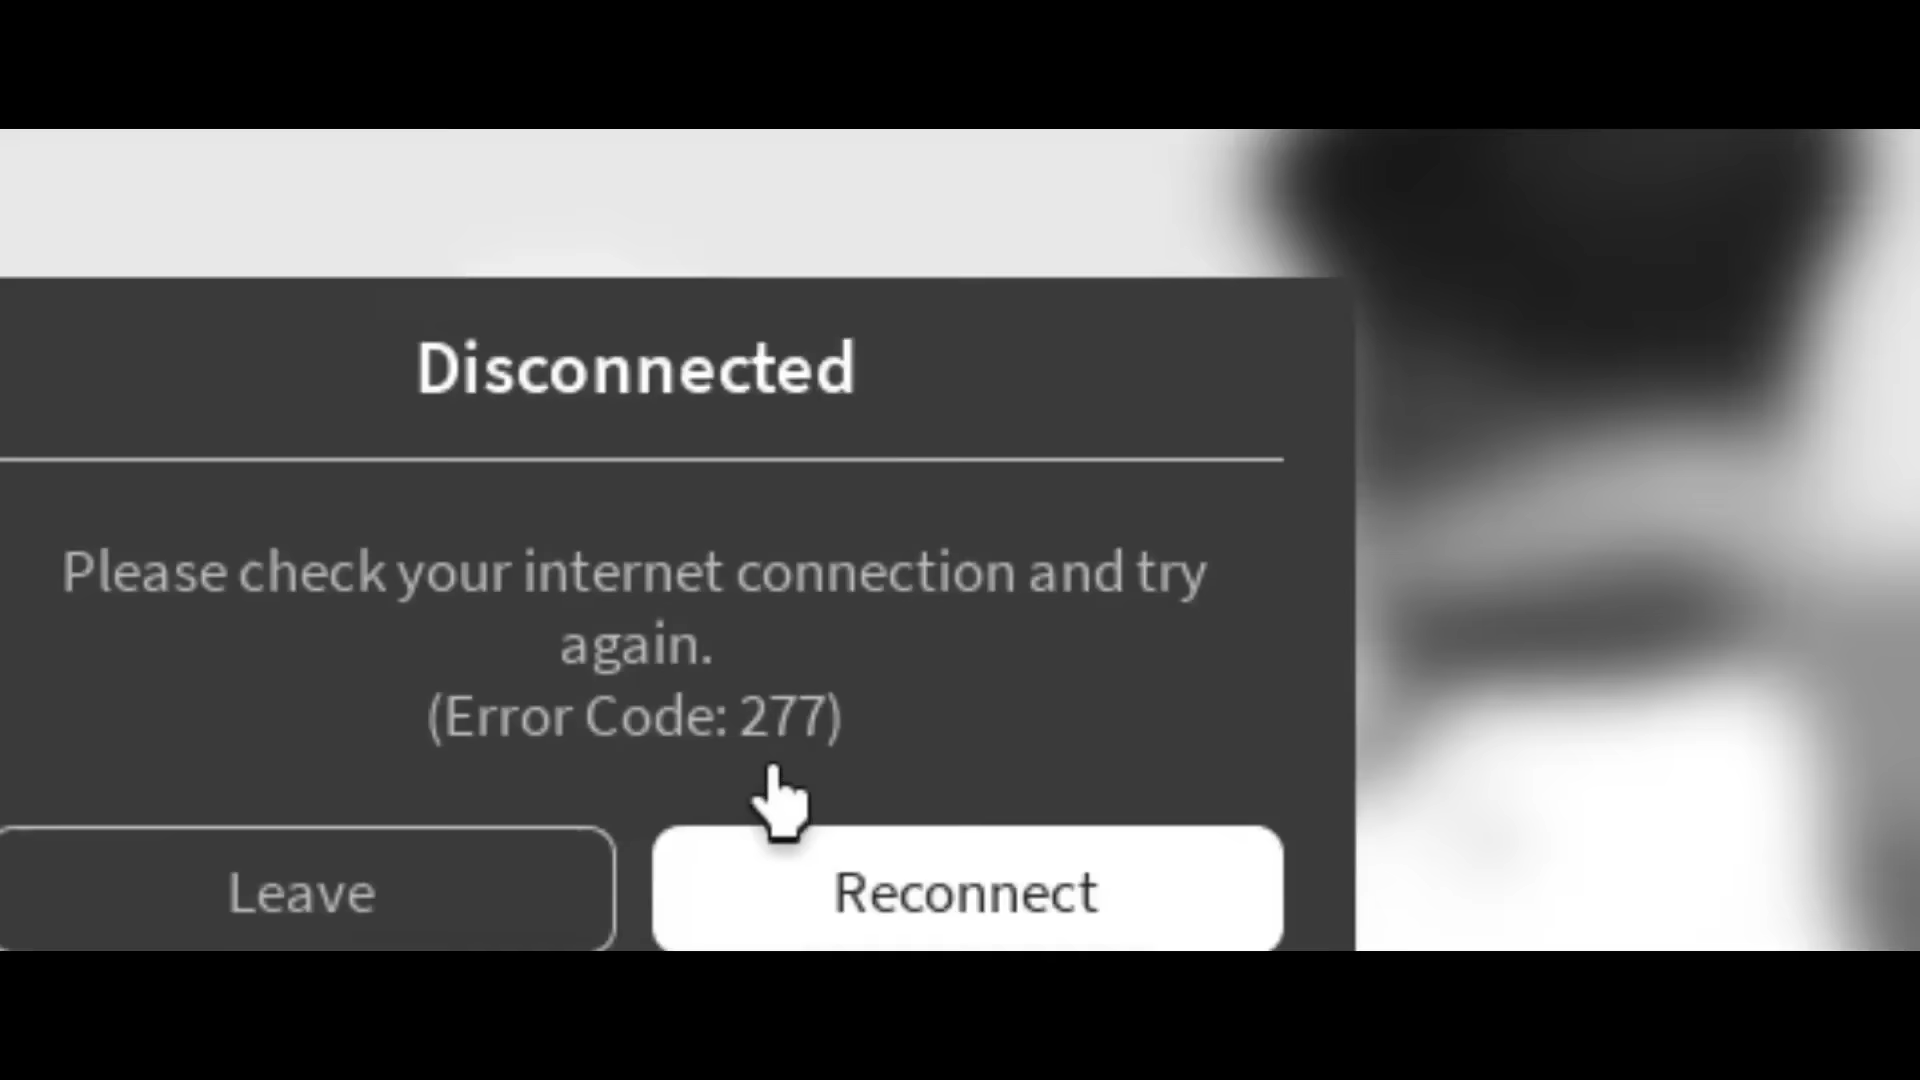 Disconnected
Please check your internet connection and try
again.
(Error Code: 277)
Leave
Reconnect